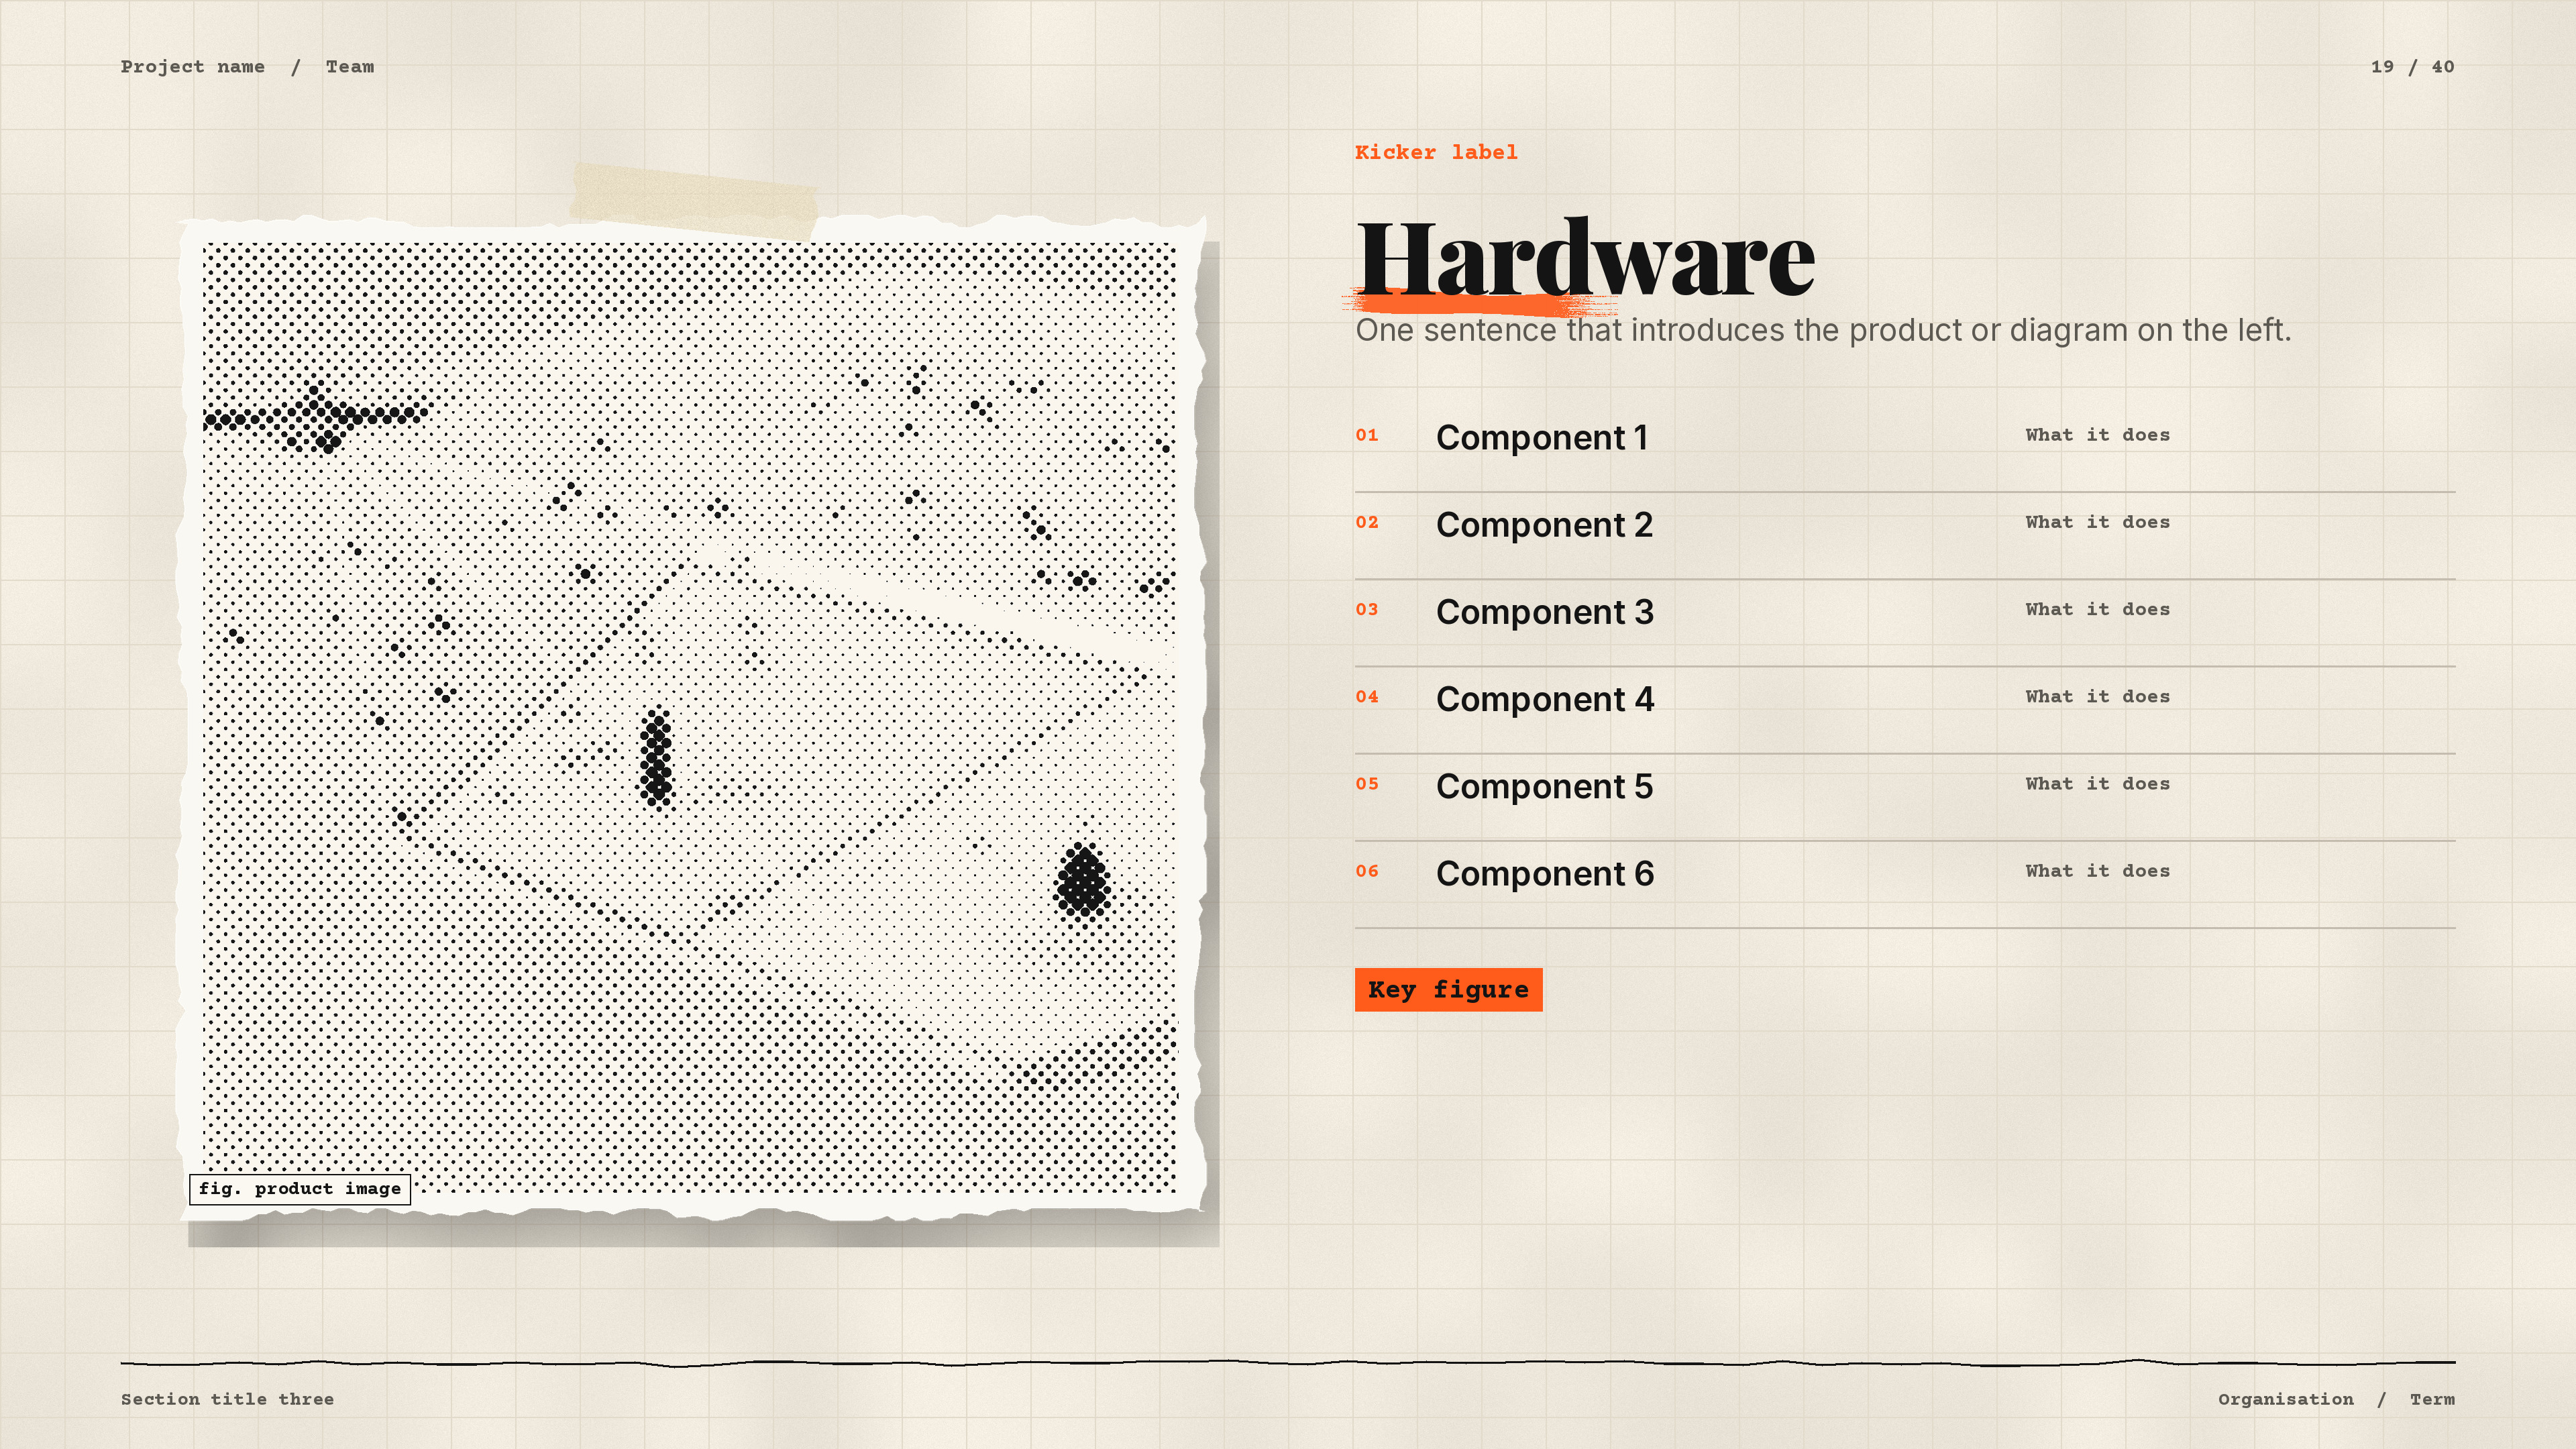 Project name / Team
19 / 40
Kicker label
Hardware
One sentence that introduces the product or diagram on the left.
01 Component 1 What it does
02 Component 2 What it does
03 Component 3 What it does
04 Component 4 What it does
05 Component 5 What it does
06 Component 6 What it does
Key figure
fig. product image
Section title three
Organisation / Term